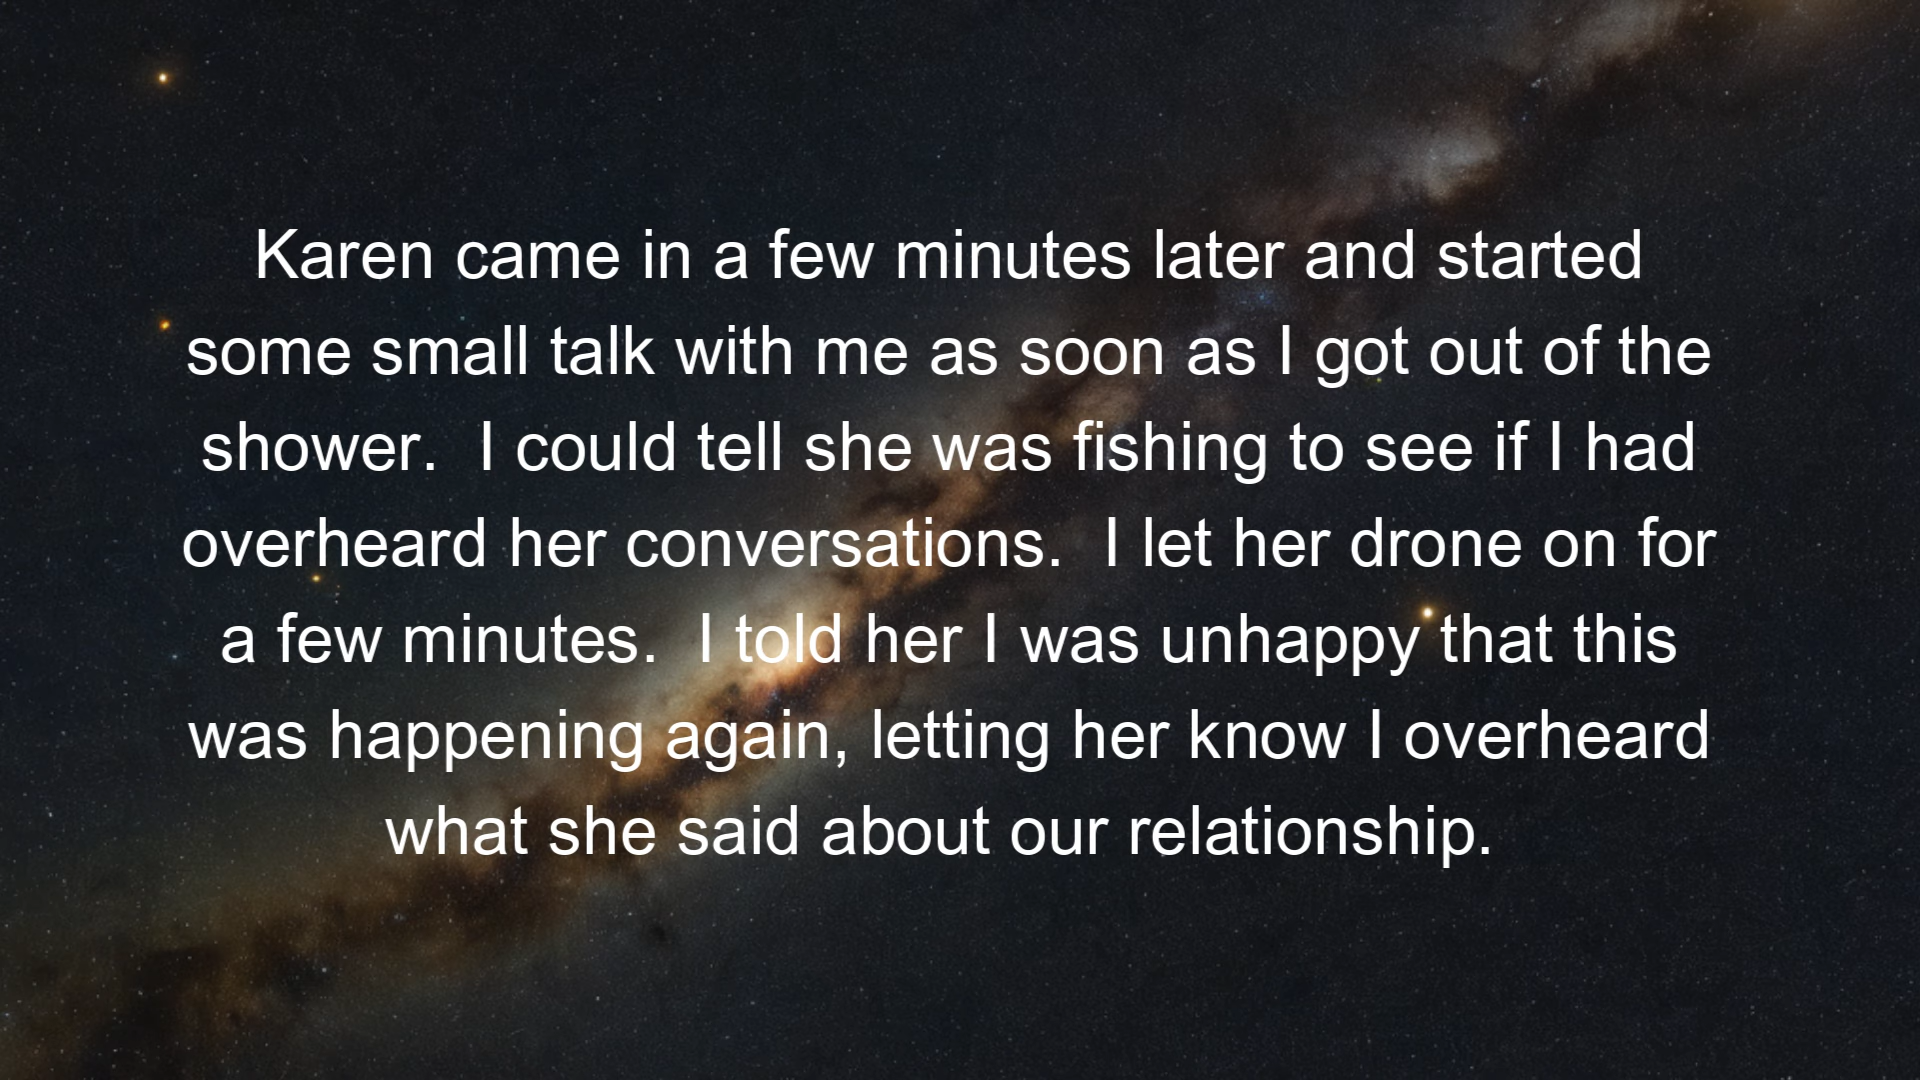 Karen came in a few minutes later and started
some small talk with me as soon as I got out of the
shower.  I could tell she was fishing to see if I had
overheard her conversations.  I let her drone on for
a few minutes.  I told her I was unhappy that this
was happening again, letting her know I overheard
what she said about our relationship.